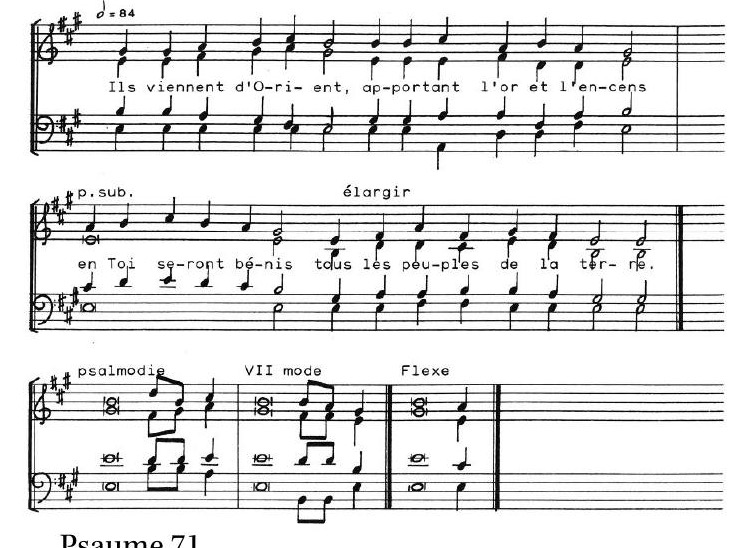 = 84
Ils viennent d'O-ri- ent, ap-portant l'or et l'en-cens
p.sub. élargir
en Toi se-ront bé-nis tous les peu-ples de la ter- re.
psalmodie VII mode Flexe
Psaume 71